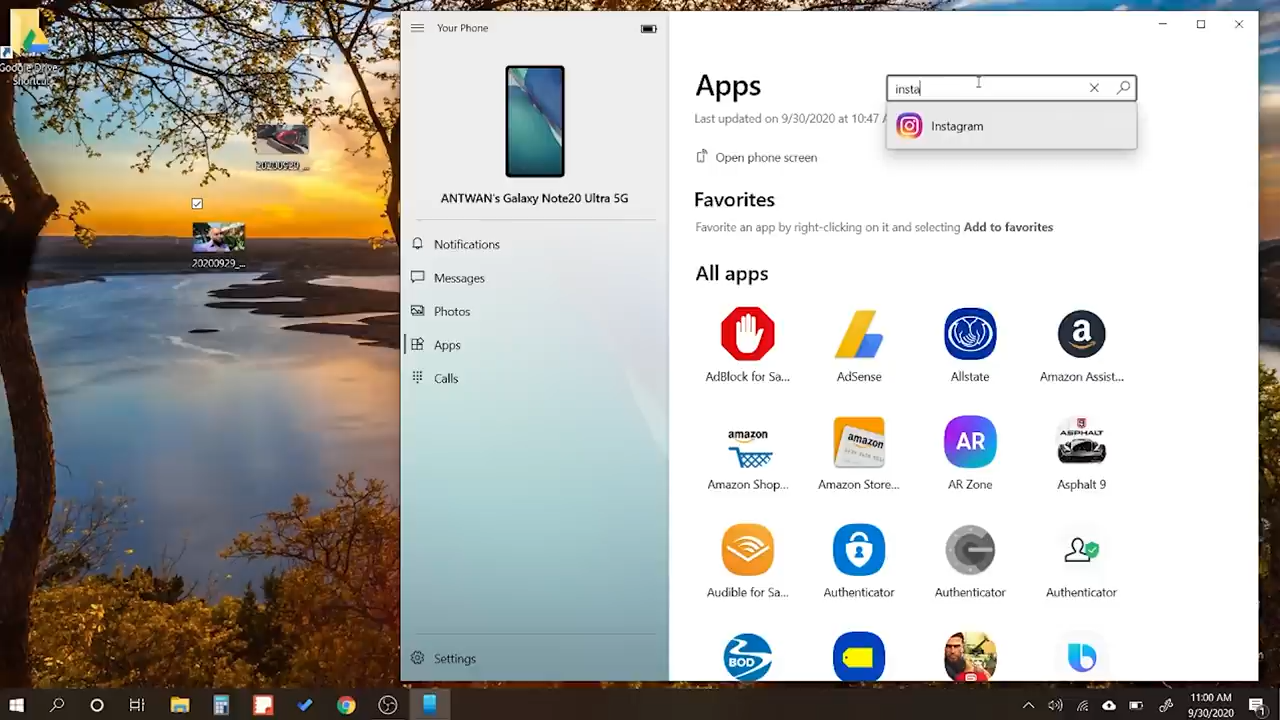 Google Drive
Shortcuts
20200929_...
20200929_...
Your Phone
ANTWAN's Galaxy Note20 Ultra 5G
Notifications
Messages
Photos
Apps
Calls
Settings
Apps
insta
Instagram
Last updated on 9/30/2020 at 10:47
Open phone screen
Favorites
Favorite an app by right-clicking on it and selecting Add to favorites
All apps
AdBlock for Sa...
AdSense
Allstate
Amazon Assist...
amazon
amazon
AR
ASPHALT
Amazon Shop...
Amazon Store...
AR Zone
Asphalt 9
Audible for Sa...
Authenticator
Authenticator
Authenticator
BOD
11:00 AM
9/30/2020
1